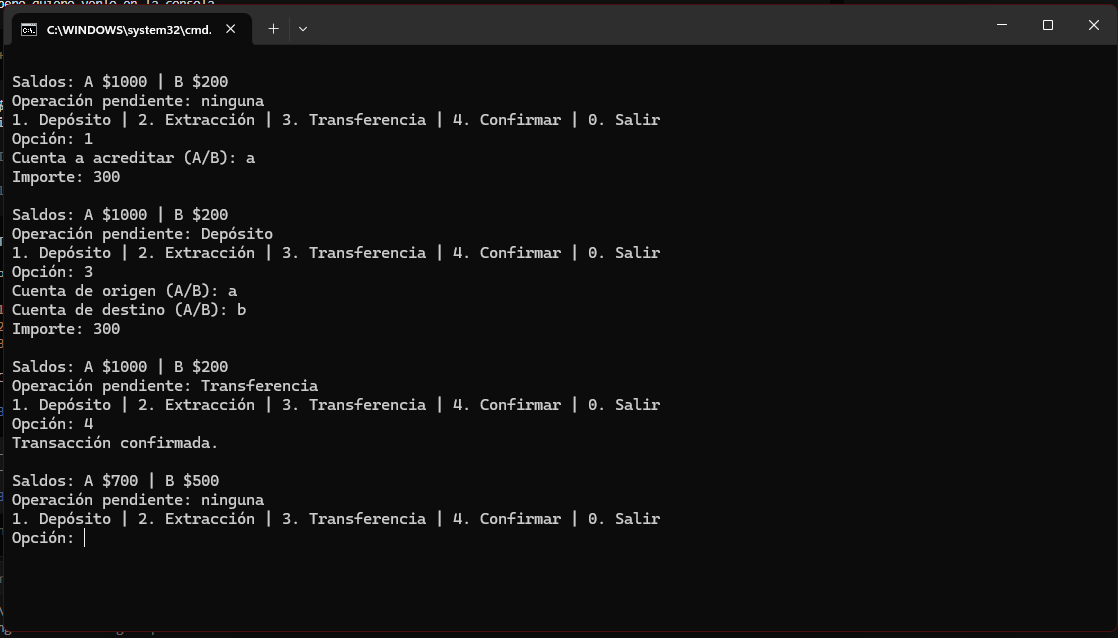 C:\WINDOWS\system32\cmd.
Saldos: A $1000 | B $200
Operación pendiente: ninguna
1. Depósito | 2. Extracción | 3. Transferencia | 4. Confirmar | 0. Salir
Opción: 1
Cuenta a acreditar (A/B): a
Importe: 300
Saldos: A $1000 | B $200
Operación pendiente: Depósito
1. Depósito | 2. Extracción | 3. Transferencia | 4. Confirmar | 0. Salir
Opción: 3
Cuenta de origen (A/B): a
Cuenta de destino (A/B): b
Importe: 300
Saldos: A $1000 | B $200
Operación pendiente: Transferencia
1. Depósito | 2. Extracción | 3. Transferencia | 4. Confirmar | 0. Salir
Opción: 4
Transacción confirmada.
Saldos: A $700 | B $500
Operación pendiente: ninguna
1. Depósito | 2. Extracción | 3. Transferencia | 4. Confirmar | 0. Salir
Opción: